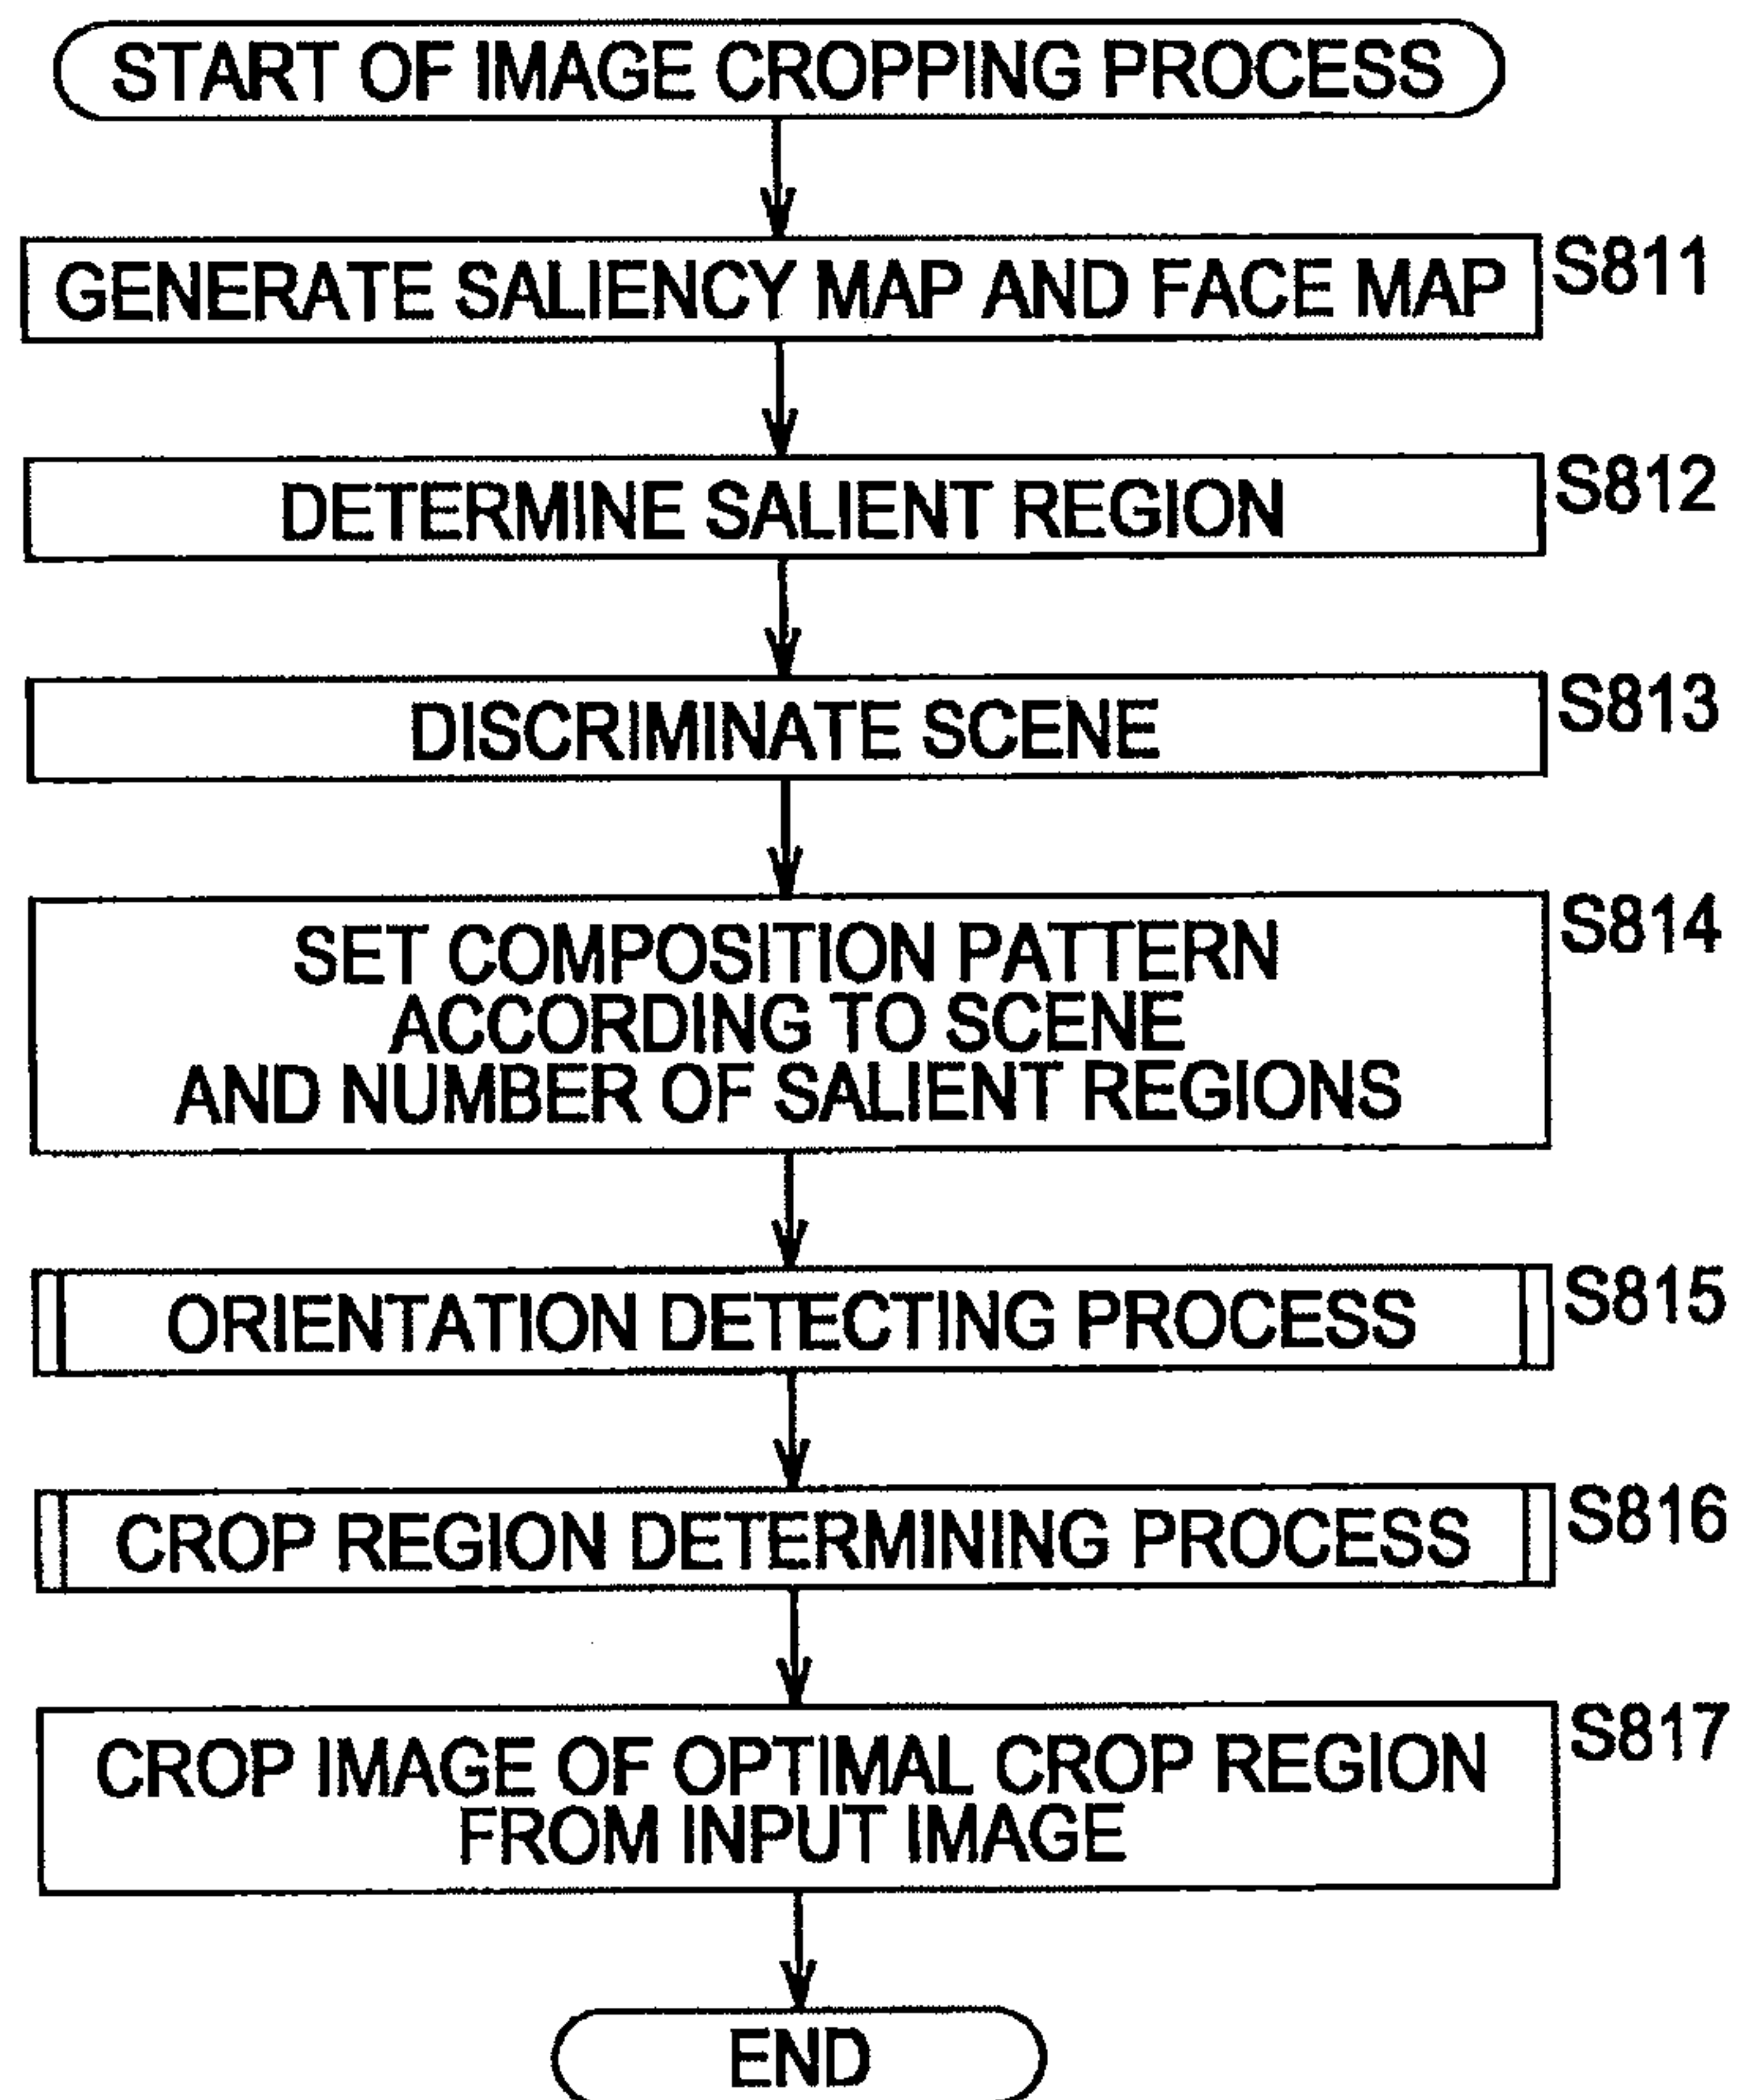 START OF IMAGE CROPPING PROCESS
GENERATE SALIENCY MAP AND FACE MAP
S811
DETERMINE SALIENT REGION
S812
DISCRIMINATE SCENE
S813
SET COMPOSITION PATTERN
ACCORDING TO SCENE
AND NUMBER OF SALIENT REGIONS
S814
ORIENTATION DETECTING PROCESS
S815
CROP REGION DETERMINING PROCESS
S816
CROP IMAGE OF OPTIMAL CROP REGION
FROM INPUT IMAGE
S817
END